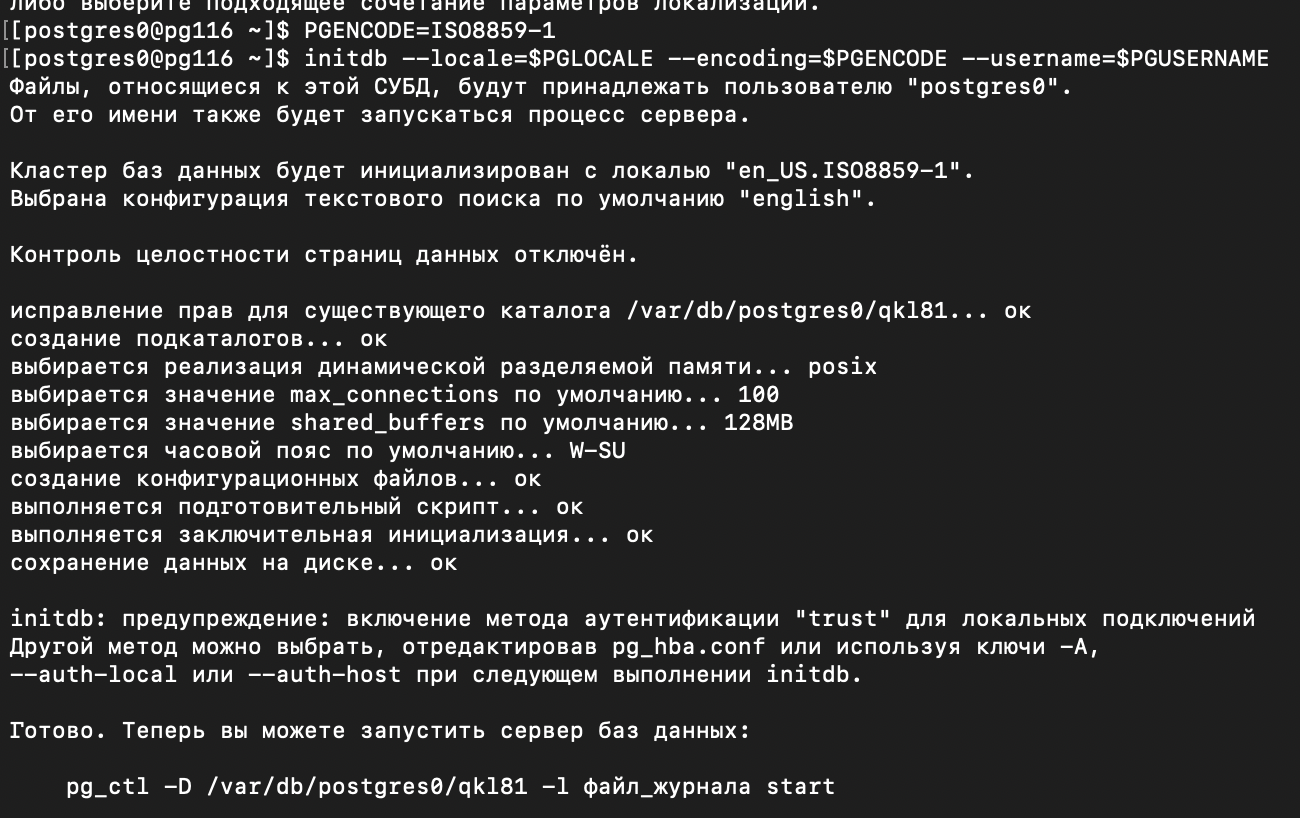 либо выберите подходящее сочетание параметров локализации.
[[postgres0@pg116 ~]$ PGENCODE=ISO8859-1
[[postgres0@pg116 ~]$ initdb --locale=$PGLOCALE --encoding=$PGENCODE --username=$PGUSERNAME
Файлы, относящиеся к этой СУБД, будут принадлежать пользователю "postgres0".
От его имени также будет запускаться процесс сервера.
Кластер баз данных будет инициализирован с локалью "en_US.ISO8859-1".
Выбрана конфигурация текстового поиска по умолчанию "english".
Контроль целостности страниц данных отключён.
исправление прав для существующего каталога /var/db/postgres0/qkl81... ок
создание подкаталогов... ок
выбирается реализация динамической разделяемой памяти... posix
выбирается значение max_connections по умолчанию... 100
выбирается значение shared_buffers по умолчанию... 128MB
выбирается часовой пояс по умолчанию... W-SU
создание конфигурационных файлов... ок
выполняется подготовительный скрипт... ок
выполняется заключительная инициализация... ок
сохранение данных на диске... ок
initdb: предупреждение: включение метода аутентификации "trust" для локальных подключений
Другой метод можно выбрать, отредактировав pg_hba.conf или используя ключи -A,
--auth-local или --auth-host при следующем выполнении initdb.
Готово. Теперь вы можете запустить сервер баз данных:
pg_ctl -D /var/db/postgres0/qkl81 -l файл_журнала start